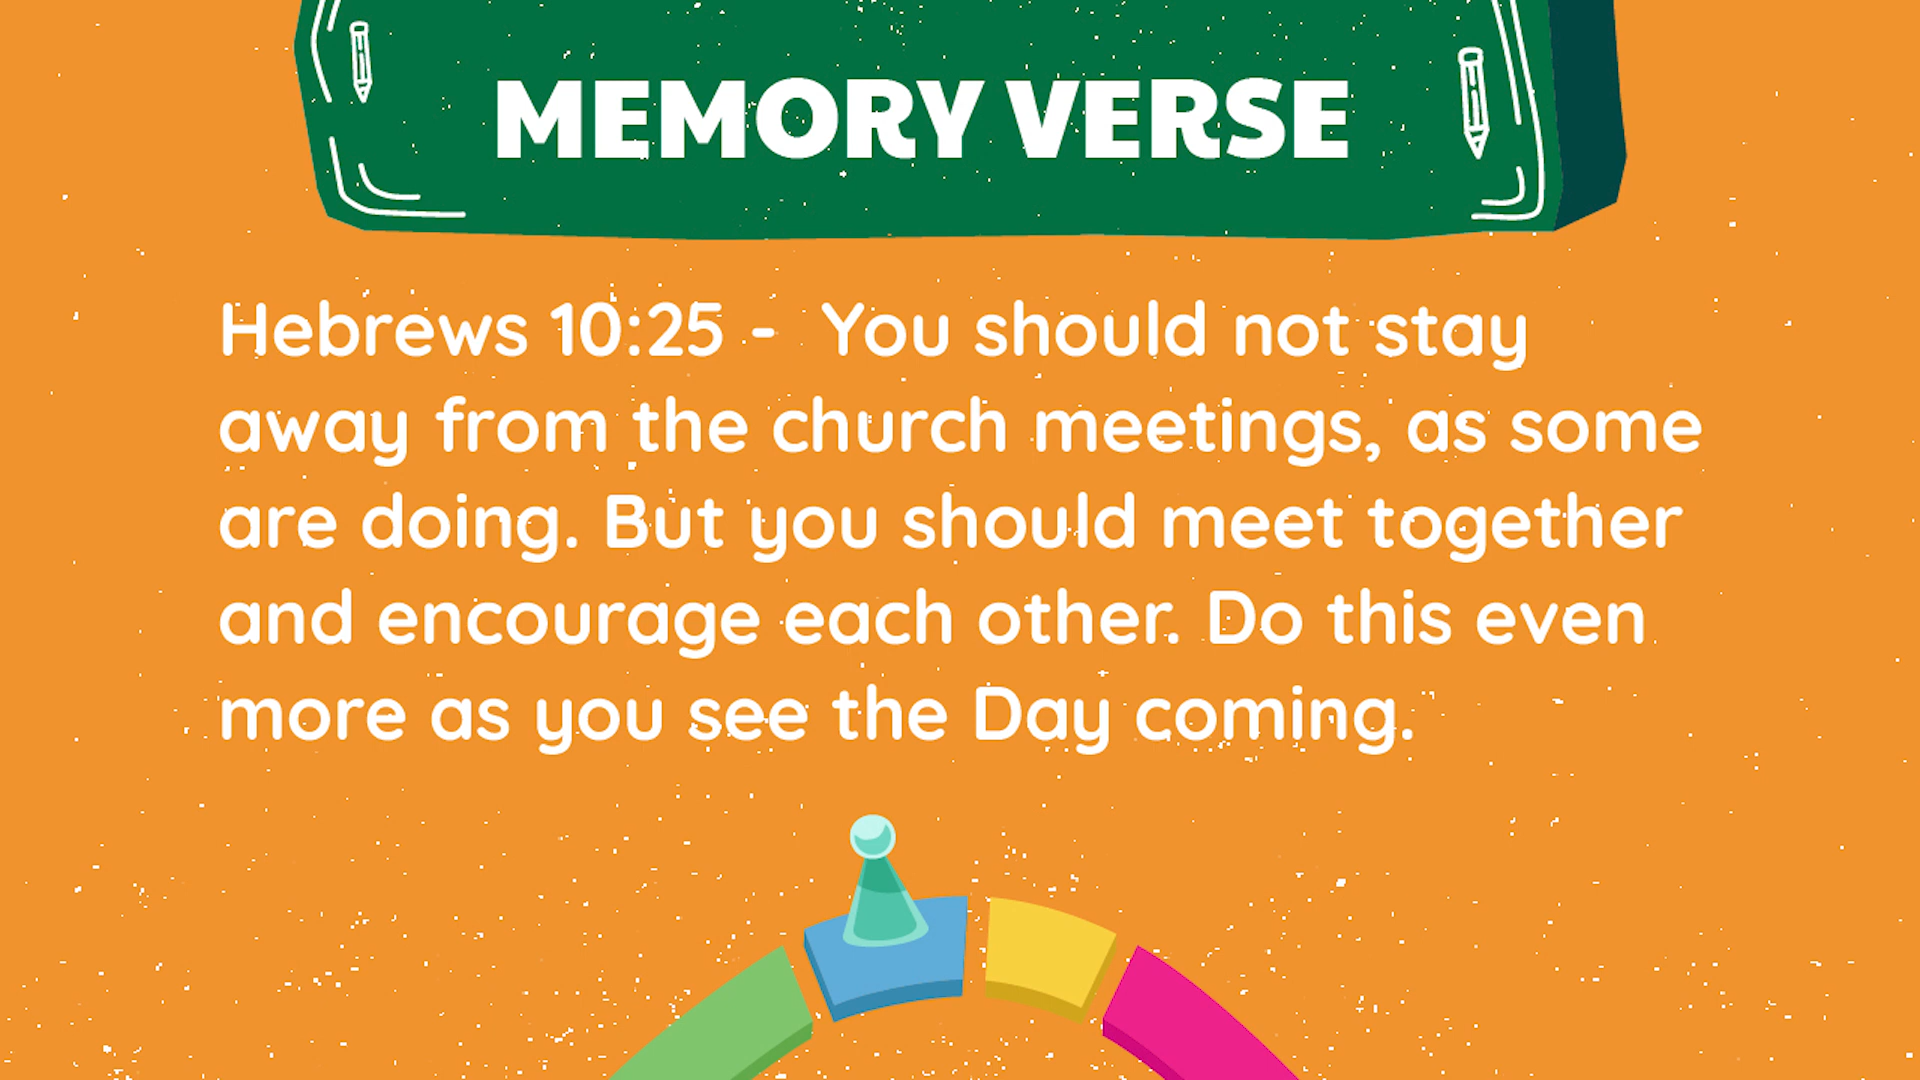 MEMORY VERSE
Hebrews 10:25 -  You should not stay
away from the church meetings, as some
are doing. But you should meet together
and encourage each other. Do this even
more as you see the Day coming.